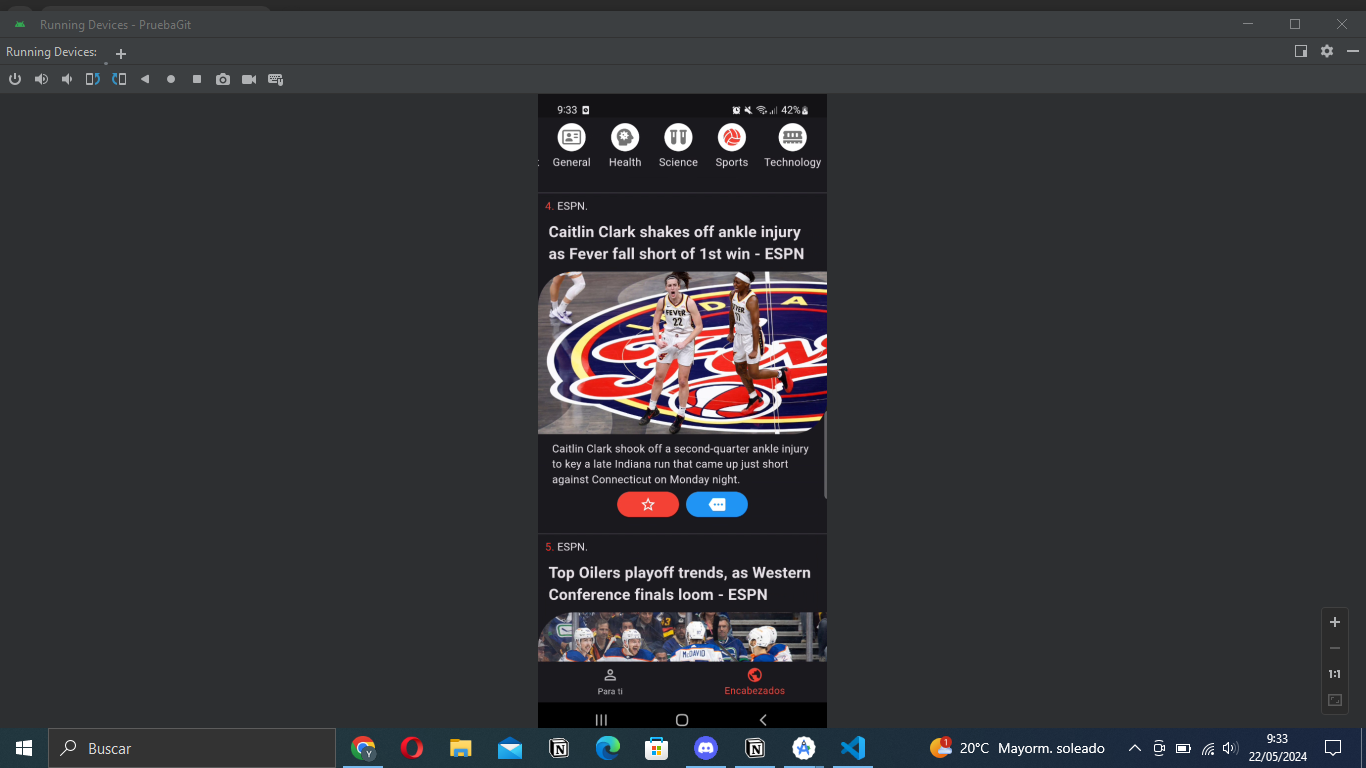 Running Devices - PruebaGit
Running Devices:
9:33
42%
General
Health
Science
Sports
Technology
4. ESPN.
Caitlin Clark shakes off ankle injury
as Fever fall short of 1st win - ESPN
I D A
FEVER
22
FEVER
11
Caitlin Clark shook off a second-quarter ankle injury
to key a late Indiana run that came up just short
against Connecticut on Monday night.
5. ESPN.
Top Oilers playoff trends, as Western
Conference finals loom - ESPN
McDAVID
Para ti
Encabezados
1:1
Buscar
Y
1
20°C Mayorm. soleado
9:33
22/05/2024